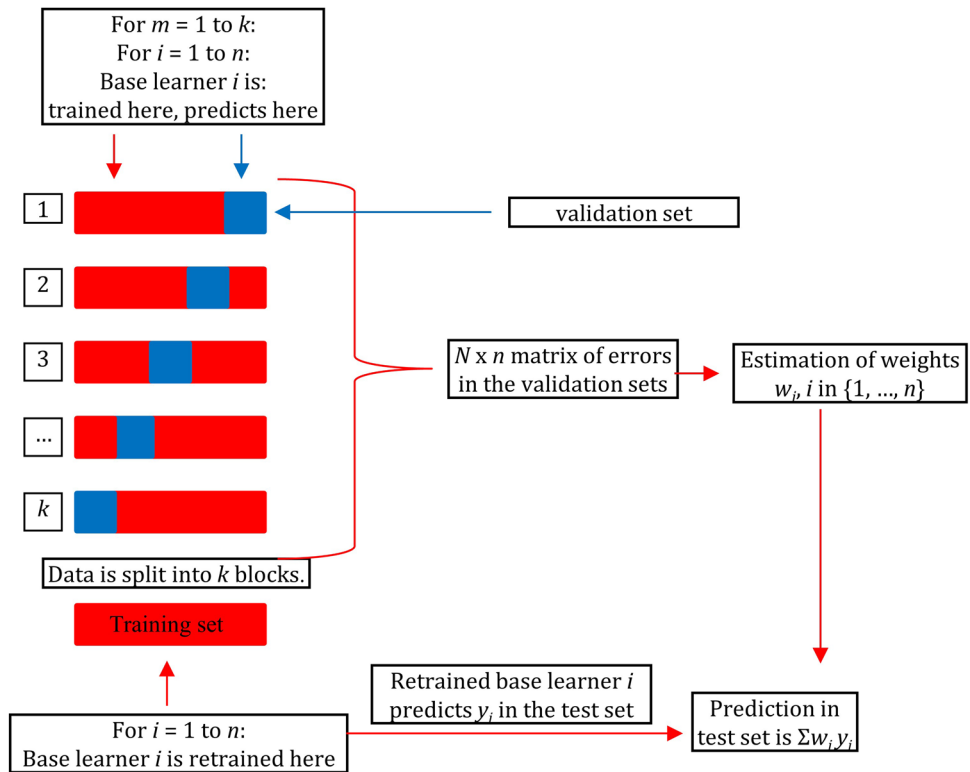 For m = 1 to k:
For i = 1 to n:
Base learner i is:
trained here, predicts here
1
validation set
2
3
N x n matrix of errors
in the validation sets
Estimation of weights
wᵢ, i in {1, ..., n}
...
k
Data is split into k blocks.
Training set
Retrained base learner i
predicts yᵢ in the test set
For i = 1 to n:
Base learner i is retrained here
Prediction in
test set is Σwᵢyᵢ